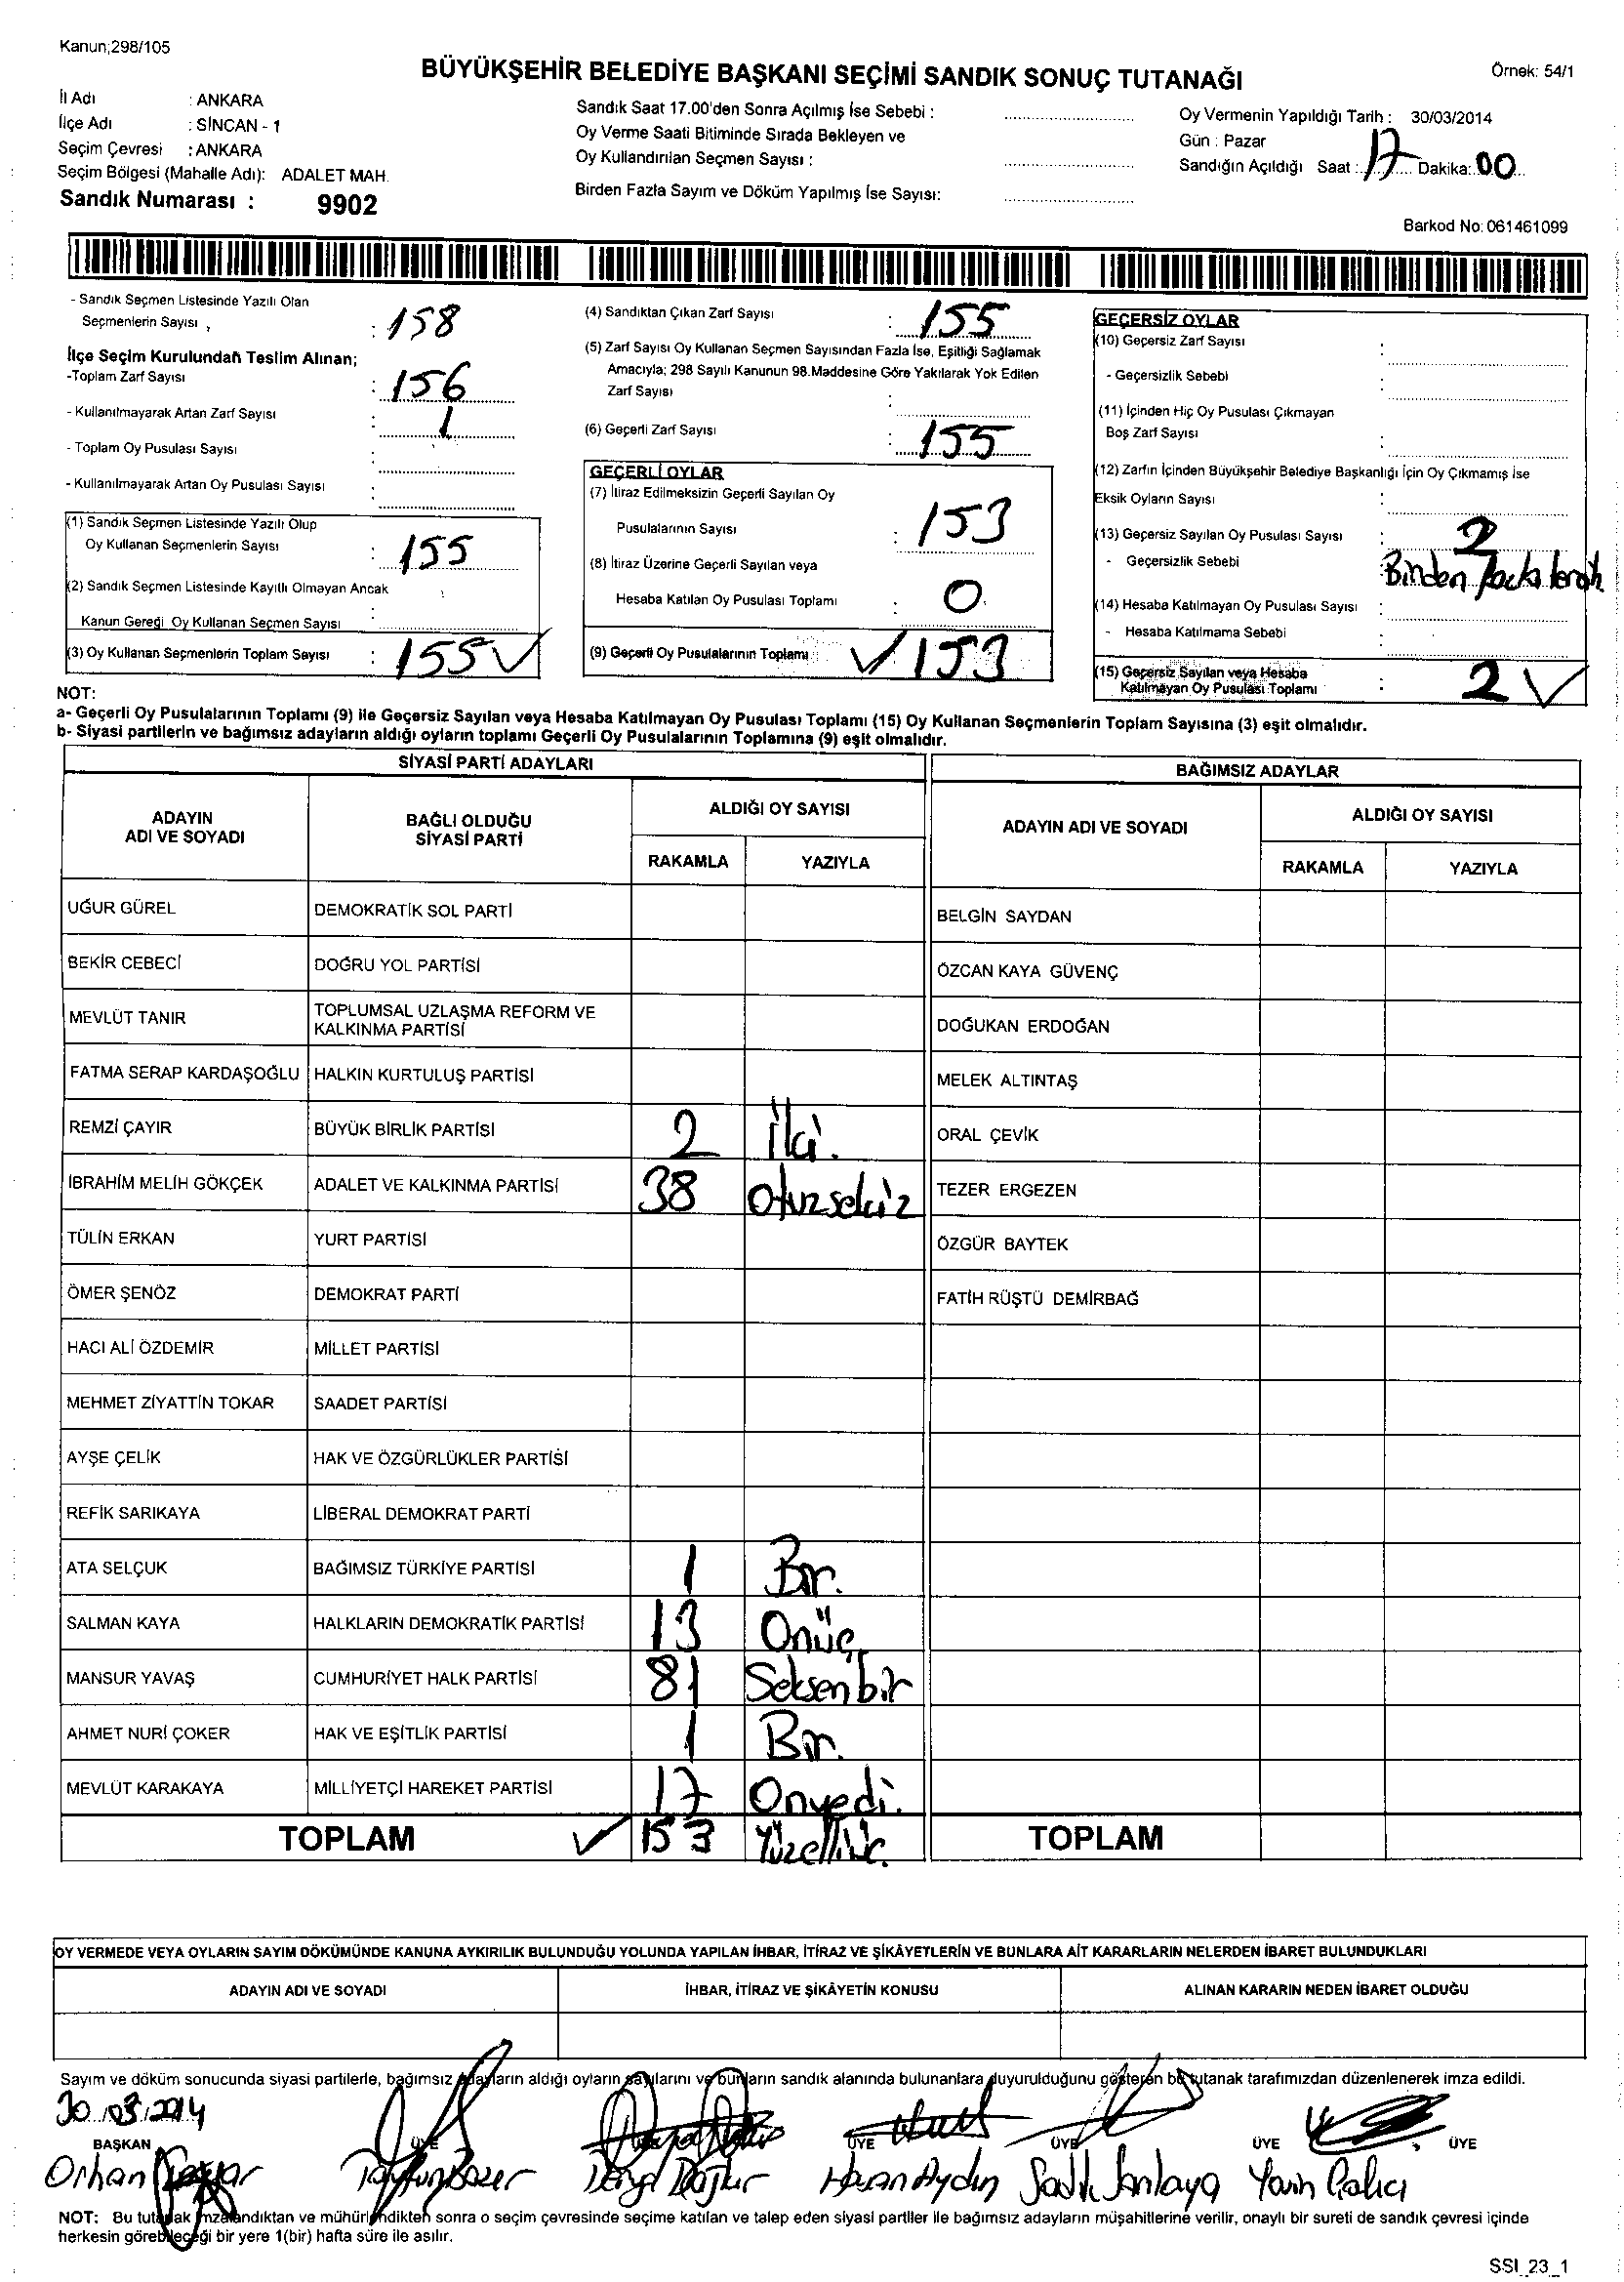 Kanun;298/105
BÜYÜKŞEHİR BELEDİYE BAŞKANI SEÇİMİ SANDIK SONUÇ TUTANAĞI
Örnek: 54/1
İl Adı : ANKARA
İlçe Adı : SİNCAN - 1
Seçim Çevresi : ANKARA
Seçim Bölgesi (Mahalle Adı): ADALET MAH.
Sandık Numarası : 9902
Sandık Saat 17.00'den Sonra Açılmış İse Sebebi :
Oy Verme Saati Bitiminde Sırada Bekleyen ve
Oy Kullandırılan Seçmen Sayısı :
Birden Fazla Sayım ve Döküm Yapılmış İse Sayısı:
Oy Vermenin Yapıldığı Tarih : 30/03/2014
Gün : Pazar
Sandığın Açıldığı Saat : 17 Dakika: 00
Barkod No: 061461099
- Sandık Seçmen Listesinde Yazılı Olan
Seçmenlerin Sayısı : 158
İlçe Seçim Kurulundan Teslim Alınan;
-Toplam Zarf Sayısı : 156
- Kullanılmayarak Artan Zarf Sayısı : 1
- Toplam Oy Pusulası Sayısı :
- Kullanılmayarak Artan Oy Pusulası Sayısı :
(1) Sandık Seçmen Listesinde Yazılı Olup
Oy Kullanan Seçmenlerin Sayısı : 155
(2) Sandık Seçmen Listesinde Kayıtlı Olmayan Ancak
Kanun Gereği Oy Kullanan Seçmen Sayısı :
(3) Oy Kullanan Seçmenlerin Toplam Sayısı : 155 ✓
(4) Sandıktan Çıkan Zarf Sayısı : 155
(5) Zarf Sayısı Oy Kullanan Seçmen Sayısından Fazla İse, Eşitliği Sağlamak
Amacıyla; 298 Sayılı Kanunun 98.Maddesine Göre Yakılarak Yok Edilen
Zarf Sayısı :
(6) Geçerli Zarf Sayısı : 155
GEÇERLİ OYLAR
(7) İtiraz Edilmeksizin Geçerli Sayılan Oy
Pusulalarının Sayısı : 153
(8) İtiraz Üzerine Geçerli Sayılan veya
Hesaba Katılan Oy Pusulası Toplamı : 0
(9) Geçerli Oy Pusulalarının Toplamı : ✓ 153
GEÇERSİZ OYLAR
(10) Geçersiz Zarf Sayısı :
- Geçersizlik Sebebi :
(11) İçinden Hiç Oy Pusulası Çıkmayan
Boş Zarf Sayısı :
(12) Zarfın İçinden Büyükşehir Belediye Başkanlığı İçin Oy Çıkmamış İse
Eksik Oyların Sayısı :
(13) Geçersiz Sayılan Oy Pusulası Sayısı : 2
- Geçersizlik Sebebi : Binden
(14) Hesaba Katılmayan Oy Pusulası Sayısı :
- Hesaba Katılmama Sebebi :
(15) Geçersiz Sayılan veya Hesaba
Katılmayan Oy Pusulası Toplamı : 2 ✓
NOT:
a- Geçerli Oy Pusulalarının Toplamı (9) ile Geçersiz Sayılan veya Hesaba Katılmayan Oy Pusulası Toplamı (15) Oy Kullanan Seçmenlerin Toplam Sayısına (3) eşit olmalıdır.
b- Siyasi partilerin ve bağımsız adayların aldığı oyların toplamı Geçerli Oy Pusulalarının Toplamına (9) eşit olmalıdır.
SİYASİ PARTİ ADAYLARI
ADAYIN ADI VE SOYADI
BAĞLI OLDUĞU SİYASİ PARTİ
ALDIĞI OY SAYISI
RAKAMLA YAZIYLA
UĞUR GÜREL DEMOKRATİK SOL PARTİ
BEKİR CEBECİ DOĞRU YOL PARTİSİ
MEVLÜT TANIR TOPLUMSAL UZLAŞMA REFORM VE
KALKINMA PARTİSİ
FATMA SERAP KARDAŞOĞLU HALKIN KURTULUŞ PARTİSİ
REMZİ ÇAYIR BÜYÜK BİRLİK PARTİSİ 2 İki.
İBRAHİM MELİH GÖKÇEK ADALET VE KALKINMA PARTİSİ 38 Otuzsekiz
TÜLİN ERKAN YURT PARTİSİ
ÖMER ŞENÖZ DEMOKRAT PARTİ
HACI ALİ ÖZDEMİR MİLLET PARTİSİ
MEHMET ZİYATTİN TOKAR SAADET PARTİSİ
AYŞE ÇELİK HAK VE ÖZGÜRLÜKLER PARTİSİ
REFİK SARIKAYA LİBERAL DEMOKRAT PARTİ
ATA SELÇUK BAĞIMSIZ TÜRKİYE PARTİSİ 1 Bir.
SALMAN KAYA HALKLARIN DEMOKRATİK PARTİSİ 13 Onüç
MANSUR YAVAŞ CUMHURİYET HALK PARTİSİ 81 Seksenbir
AHMET NURİ ÇOKER HAK VE EŞİTLİK PARTİSİ 1 Bir.
MEVLÜT KARAKAYA MİLLİYETÇİ HAREKET PARTİSİ 17 Onyedi.
TOPLAM ✓ 153 Yüzelliüç.
BAĞIMSIZ ADAYLAR
ADAYIN ADI VE SOYADI
ALDIĞI OY SAYISI
RAKAMLA YAZIYLA
BELGİN SAYDAN
ÖZCAN KAYA GÜVENÇ
DOĞUKAN ERDOĞAN
MELEK ALTINTAŞ
ORAL ÇEVİK
TEZER ERGEZEN
ÖZGÜR BAYTEK
FATİH RÜŞTÜ DEMİRBAĞ
TOPLAM
OY VERMEDE VEYA OYLARIN SAYIM DÖKÜMÜNDE KANUNA AYKIRILIK BULUNDUĞU YOLUNDA YAPILAN İHBAR, İTİRAZ VE ŞİKÂYETLERİN VE BUNLARA AİT KARARLARIN NELERDEN İBARET BULUNDUKLARI
ADAYIN ADI VE SOYADI İHBAR, İTİRAZ VE ŞİKÂYETİN KONUSU ALINAN KARARIN NEDEN İBARET OLDUĞU
Sayım ve döküm sonucunda siyasi partilerle, bağımsız adayların aldığı oyların sayılarını ve bunların sandık alanında bulunanlara duyurulduğunu gösteren bu tutanak tarafımızdan düzenlenerek imza edildi.
30.03.2014
BAŞKAN ÜYE ÜYE ÜYE ÜYE ÜYE
Orhan Hasan Aydın
NOT: Bu tutanak imzalandıktan ve mühürlendikten sonra o seçim çevresinde seçime katılan ve talep eden siyasi partiler ile bağımsız adayların müşahitlerine verilir, onaylı bir sureti de sandık çevresi içinde
herkesin görebileceği bir yere 1(bir) hafta süre ile asılır.
SSI_23_1